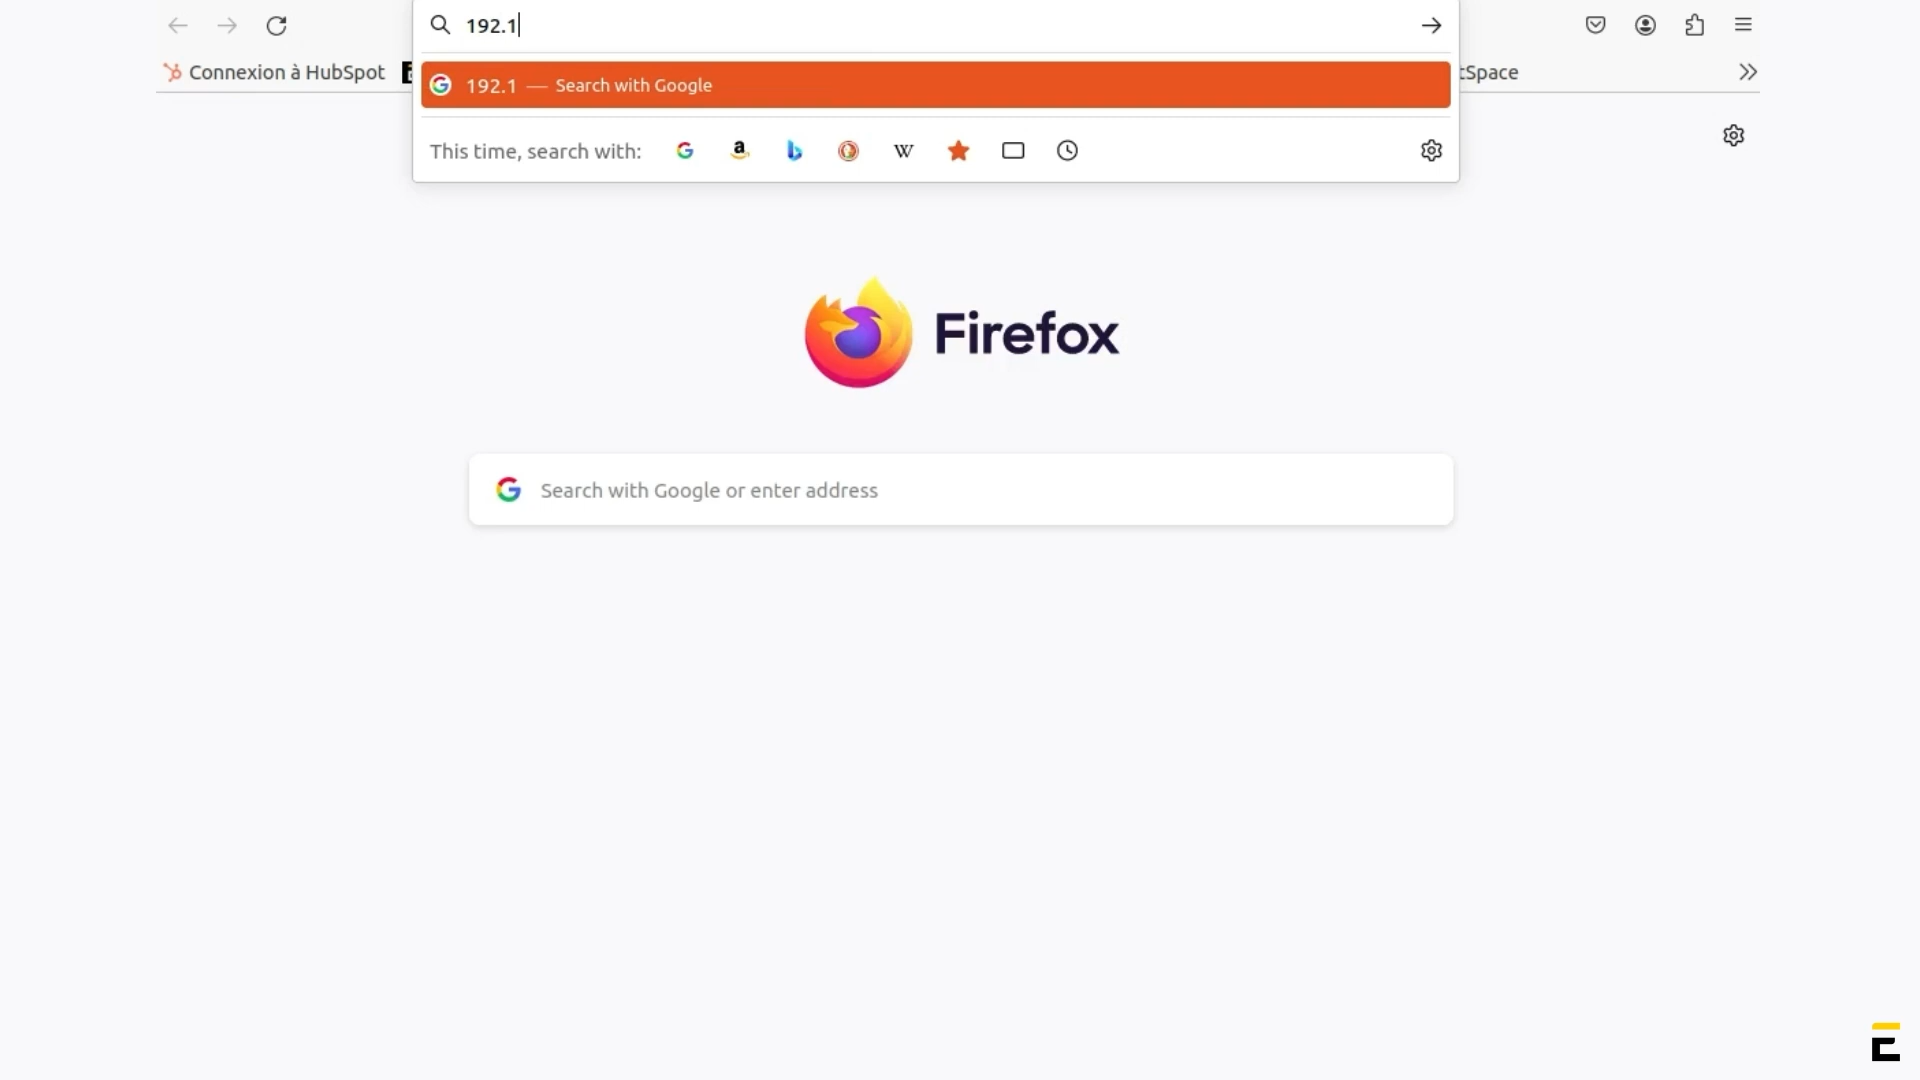 192.1
Connexion à HubSpot
tSpace
192.1 — Search with Google
This time, search with:
Firefox
Search with Google or enter address